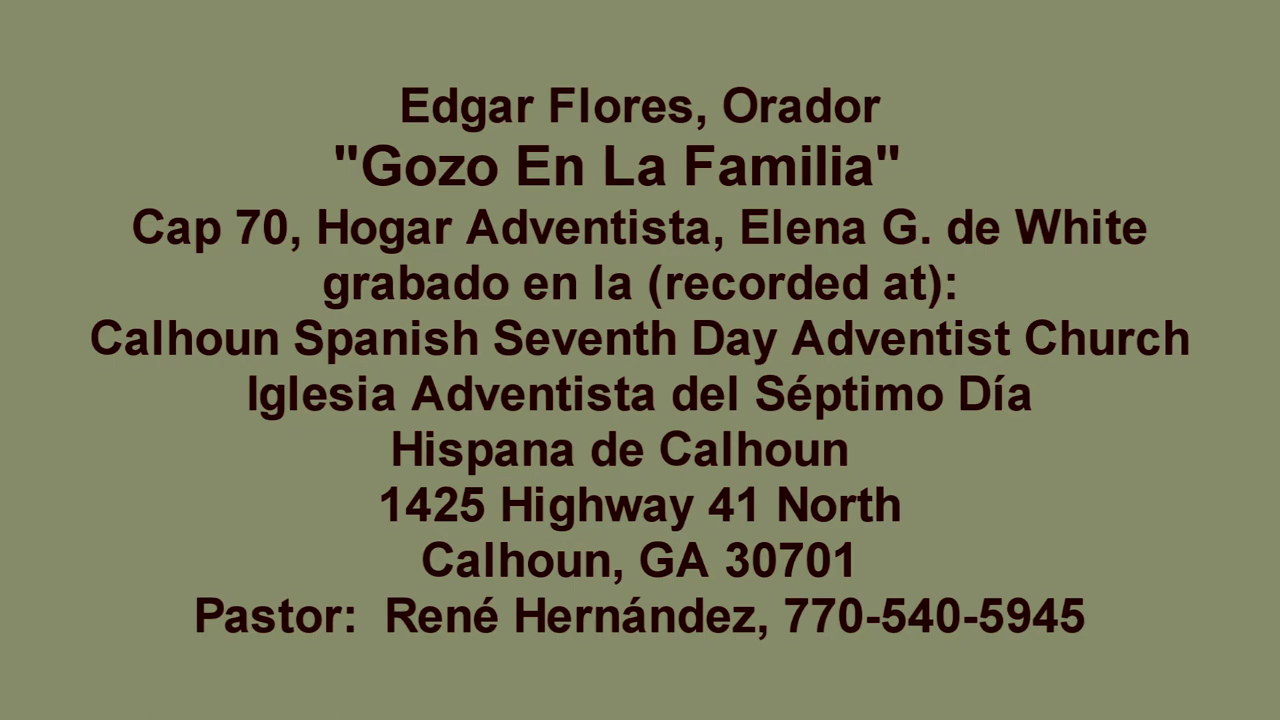 Edgar Flores, Orador
"Gozo En La Familia"
Cap 70, Hogar Adventista, Elena G. de White
grabado en la (recorded at):
Calhoun Spanish Seventh Day Adventist Church
Iglesia Adventista del Séptimo Día
Hispana de Calhoun
1425 Highway 41 North
Calhoun, GA 30701
Pastor:  René Hernández, 770-540-5945